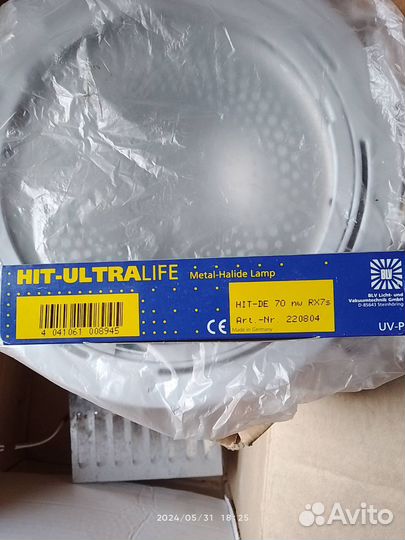 HIT-ULTRALIFE Metal-Halide Lamp
4 041061 008945
CE
HIT-DE 70 nw RX7s
Art.-Nr. 220804
Made in Germany
BLV
BLV Licht- und
Vakuumtechnik GmbH
D-85643 Steinhöring
UV-P
2024/05/31 18:25
Avito